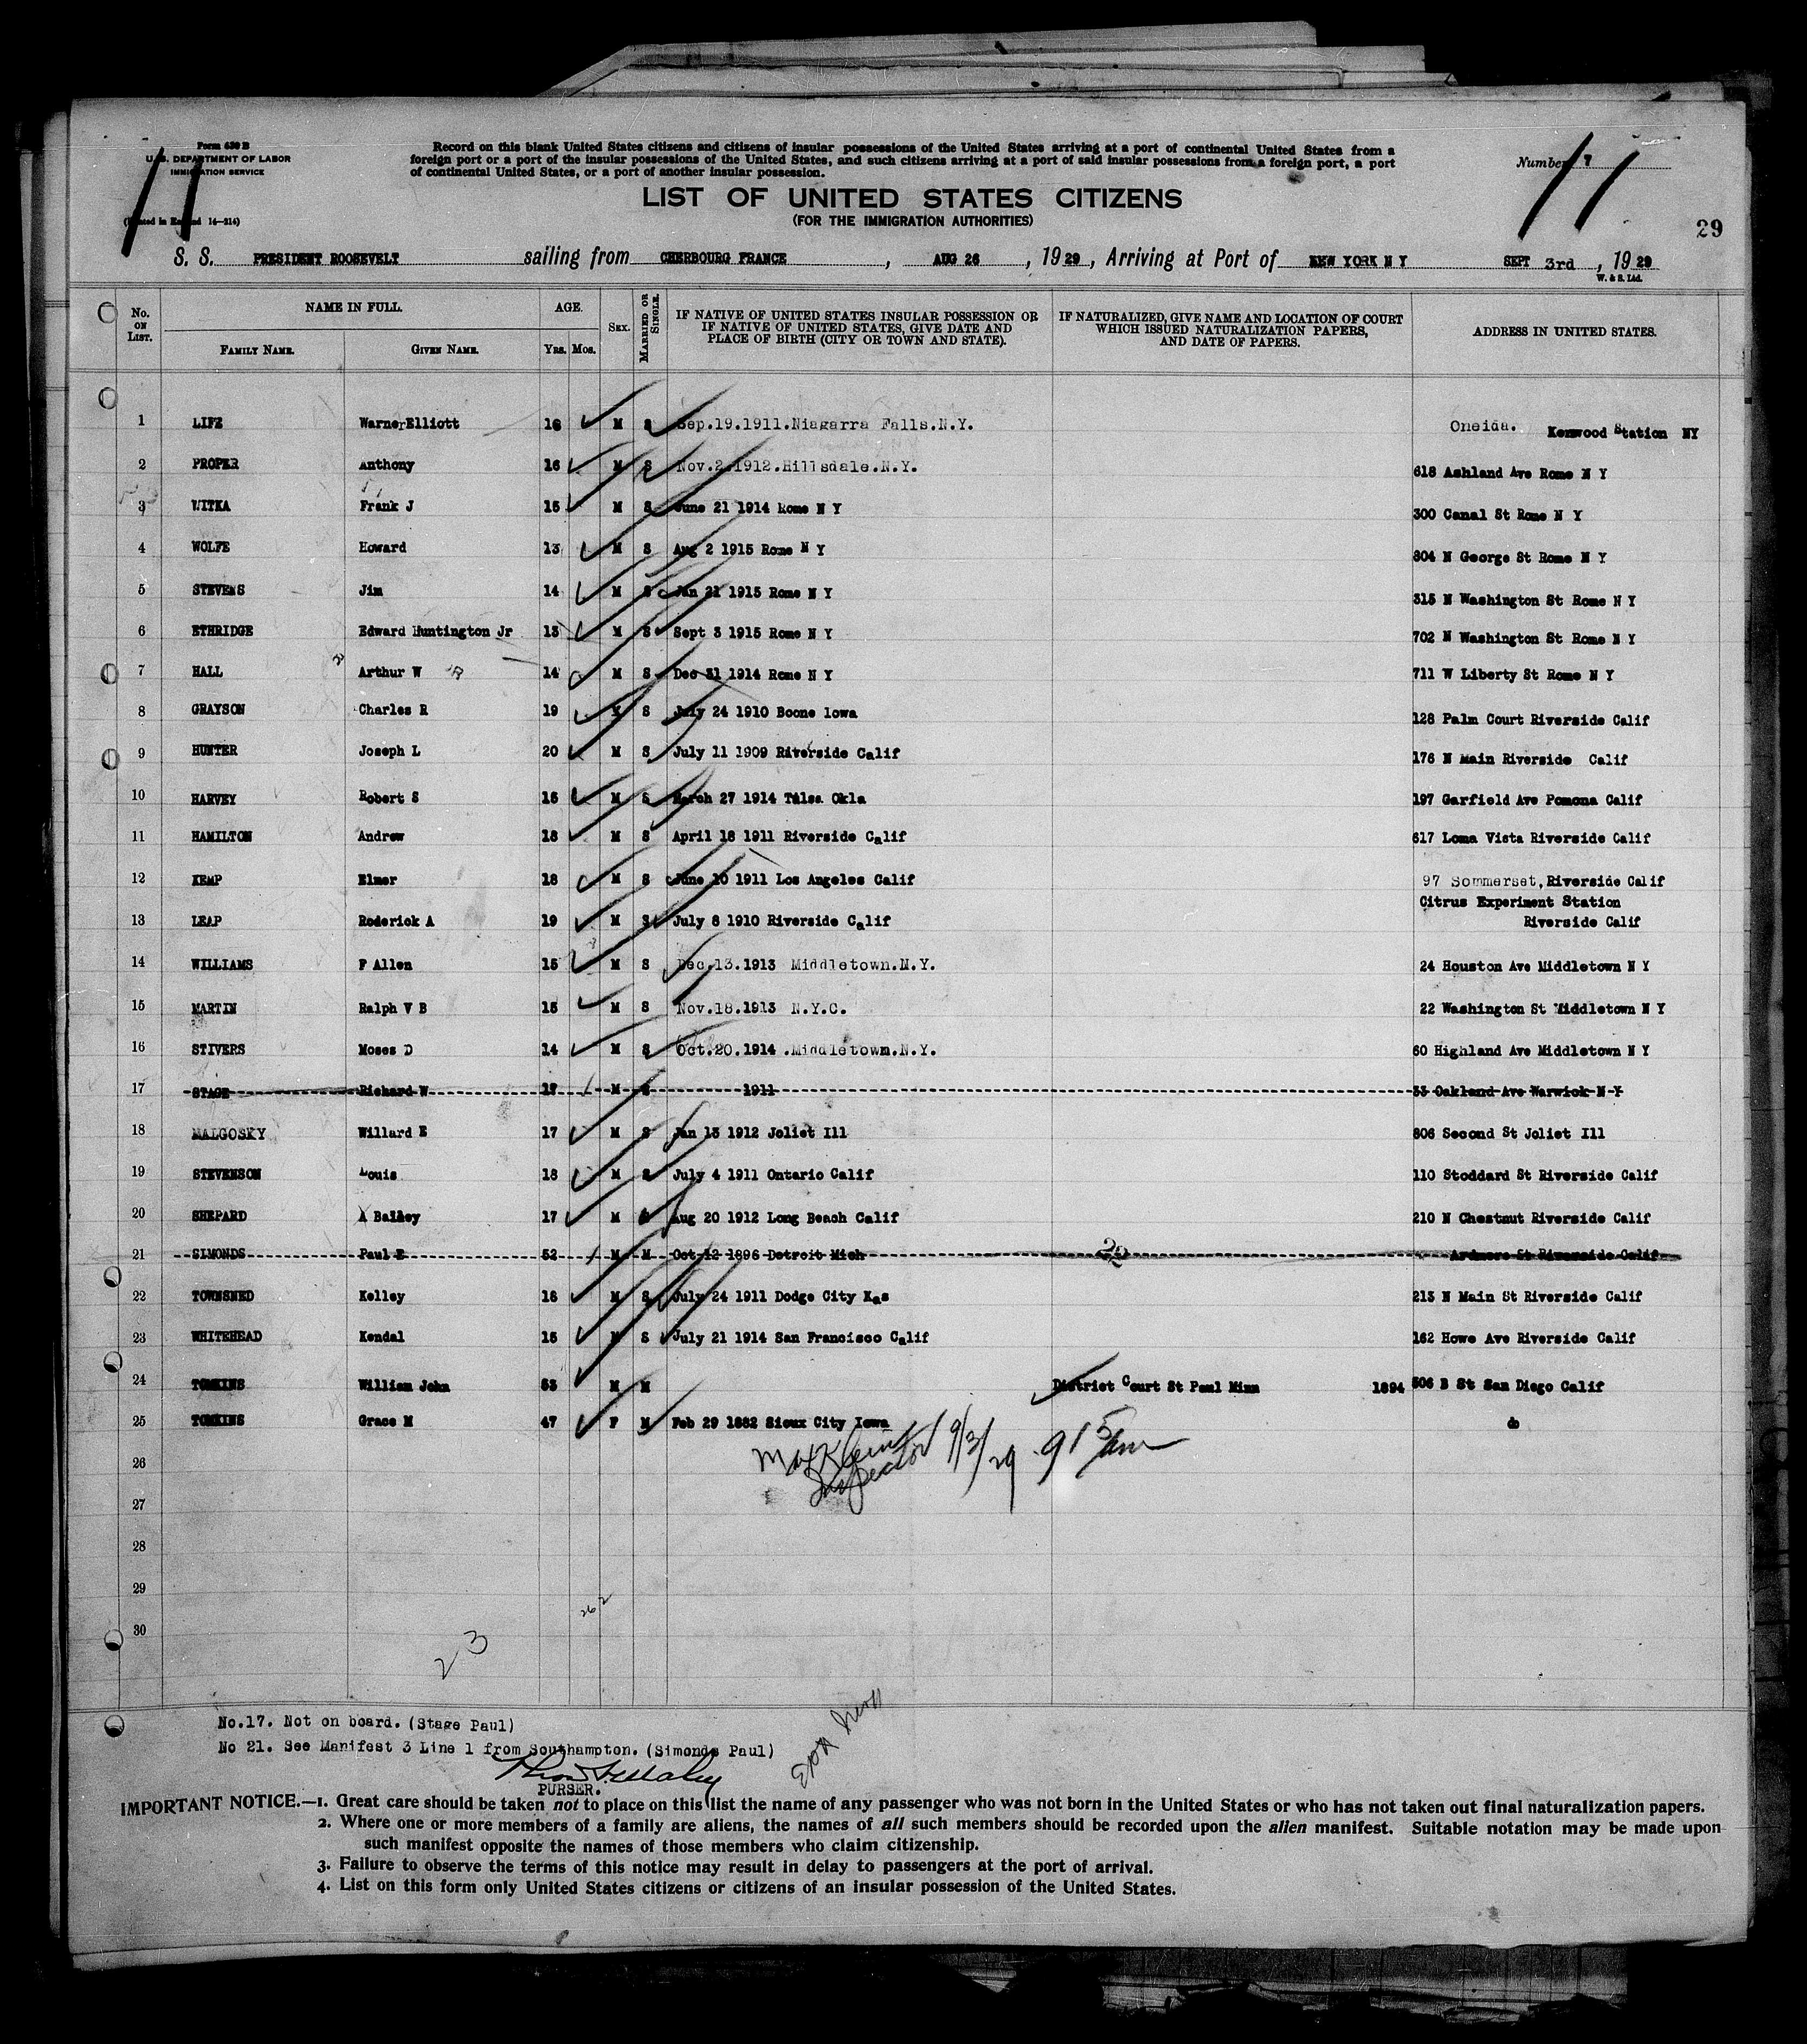 Form 630 B
U.S. DEPARTMENT OF LABOR
IMMIGRATION SERVICE
(Printed in England 14—214)
11
Record on this blank United States citizens and citizens of insular possessions of the United States arriving at a port of continental United States from a
foreign port or a port of the insular possessions of the United States, and such citizens arriving at a port of said insular possessions from a foreign port, a port
of continental United States, or a port of another insular possession.
LIST OF UNITED STATES CITIZENS
(FOR THE IMMIGRATION AUTHORITIES)
Number 7
11
29
S. S. PRESIDENT ROOSEVELT sailing from CHERBOURG FRANCE, AUG 26, 1929, Arriving at Port of NEW YORK N Y SEPT 3rd, 1929
W. & S. Ltd.
No. ON LIST. NAME IN FULL. FAMILY NAME. GIVEN NAME. AGE. YRS. MOS. SEX. MARRIED OR SINGLE. IF NATIVE OF UNITED STATES INSULAR POSSESSION OR IF NATIVE OF UNITED STATES, GIVE DATE AND PLACE OF BIRTH (CITY OR TOWN AND STATE). IF NATURALIZED, GIVE NAME AND LOCATION OF COURT WHICH ISSUED NATURALIZATION PAPERS, AND DATE OF PAPERS. ADDRESS IN UNITED STATES.
1 LIFE Warner Elliott 16 M S Sep.19.1911.Niagarra Falls.N.Y. Oneida. Kenwood Station NY
2 PROPER Anthony 16 M S Nov.2.1912.Hillsdale.N.Y. 618 Ashland Ave Rome N Y
3 WITKA Frank J 15 M S June 21 1914 Rome N Y 300 Canal St Rome N Y
4 WOLFE Howard 13 M S Aug 2 1915 Rome N Y 804 N George St Rome N Y
5 STEVENS Jim 14 M S Jan 21 1915 Rome N Y 315 N Washington St Rome N Y
6 ETHRIDGE Edward Huntington Jr 13 M S Sept 3 1915 Rome N Y 702 N Washington St Rome N Y
7 HALL Arthur W 14 M S Dec 31 1914 Rome N Y 711 W Liberty St Rome N Y
8 GRAYSON Charles R 19 M S July 24 1910 Boone Iowa 128 Palm Court Riverside Calif
9 HUNTER Joseph L 20 M S July 11 1909 Riverside Calif 176 N Main Riverside Calif
10 HARVEY Robert S 15 M S March 27 1914 Tulsa Okla 197 Garfield Ave Pomona Calif
11 HAMILTON Andrew 18 M S April 18 1911 Riverside Calif 617 Loma Vista Riverside Calif
12 KEMP Elmer 18 M S June 10 1911 Los Angeles Calif 97 Sommerset, Riverside Calif
13 LEAP Roderick A 19 M S July 8 1910 Riverside Calif Citrus Experiment Station
Riverside Calif
14 WILLIAMS F Allen 15 M S Dec.13.1913 Middletown.N.Y. 24 Houston Ave Middletown N Y
15 MARTIN Ralph V B 15 M S Nov.18.1913 N.Y.C. 22 Washington St Middletown N Y
16 STIVERS Moses D 14 M S Oct.20.1914 .Middletown.N.Y. 60 Highland Ave Middletown N Y
17 STAGE Richard W M S 1911 33 Oakland Ave Warwick N Y
18 MALGOSKY Willard E 17 M S Jan 13 1912 Joliet Ill 806 Second St Joliet Ill
19 STEVENSON Louis 18 M S July 4 1911 Ontario Calif 110 Stoddard St Riverside Calif
20 SHEPARD A Bailey 17 M S Aug 20 1912 Long Beach Calif 210 N Chestnut Riverside Calif
21 SIMONDS Paul E 52 M M Oct 12 1896 Detroit Mich Ardmore St Riverside Calif
22 TOWNSNED Kelley 18 M S July 24 1911 Dodge City Kas 213 N Main St Riverside Calif
23 WHITEHEAD Kendal 15 M S July 21 1914 San Francisco Calif 162 Howe Ave Riverside Calif
24 TOMKINS William John 53 M M District Court St Paul Minn 1894 506 B St San Diego Calif
25 TOMKINS Grace M 47 F M Feb 29 1882 Sioux City Iowa do
Max Klein
Inspector 9/3/29 915 am
26
27
28
29
30
262
23
No.17. Not on board. (Stage Paul)
No 21. See Manifest 3 Line 1 from Southampton. (Simonds Paul)
PURSER.
IMPORTANT NOTICE.—1. Great care should be taken not to place on this list the name of any passenger who was not born in the United States or who has not taken out final naturalization papers.
2. Where one or more members of a family are aliens, the names of all such members should be recorded upon the alien manifest. Suitable notation may be made upon
such manifest opposite the names of those members who claim citizenship.
3. Failure to observe the terms of this notice may result in delay to passengers at the port of arrival.
4. List on this form only United States citizens or citizens of an insular possession of the United States.